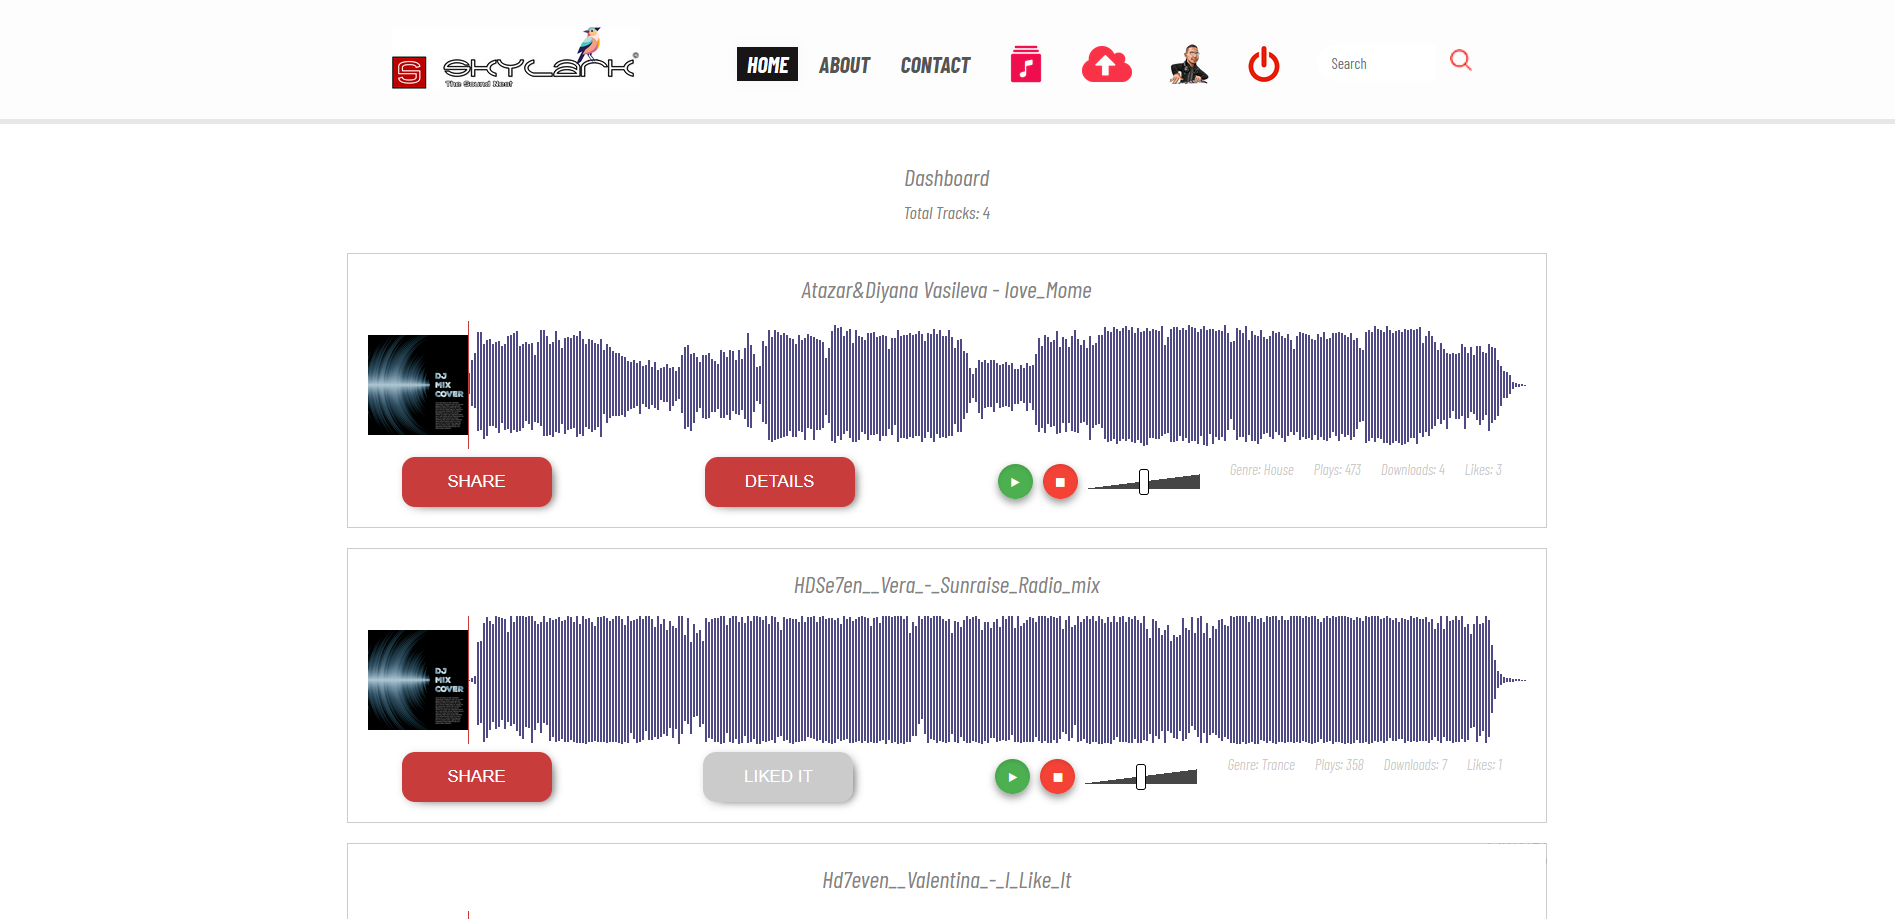 S SKYLARK
The Sound Nest
HOME ABOUT CONTACT Search
Dashboard
Total Tracks: 4
Atazar&Diyana Vasileva - love_Mome
DJ
MIX
COVER
SHARE DETAILS Genre: House Plays: 473 Downloads: 4 Likes: 3
HDSe7en__Vera_-_Sunraise_Radio_mix
DJ
MIX
COVER
SHARE LIKED IT Genre: Trance Plays: 358 Downloads: 7 Likes: 1
Hd7even__Valentina_-_I_Like_It